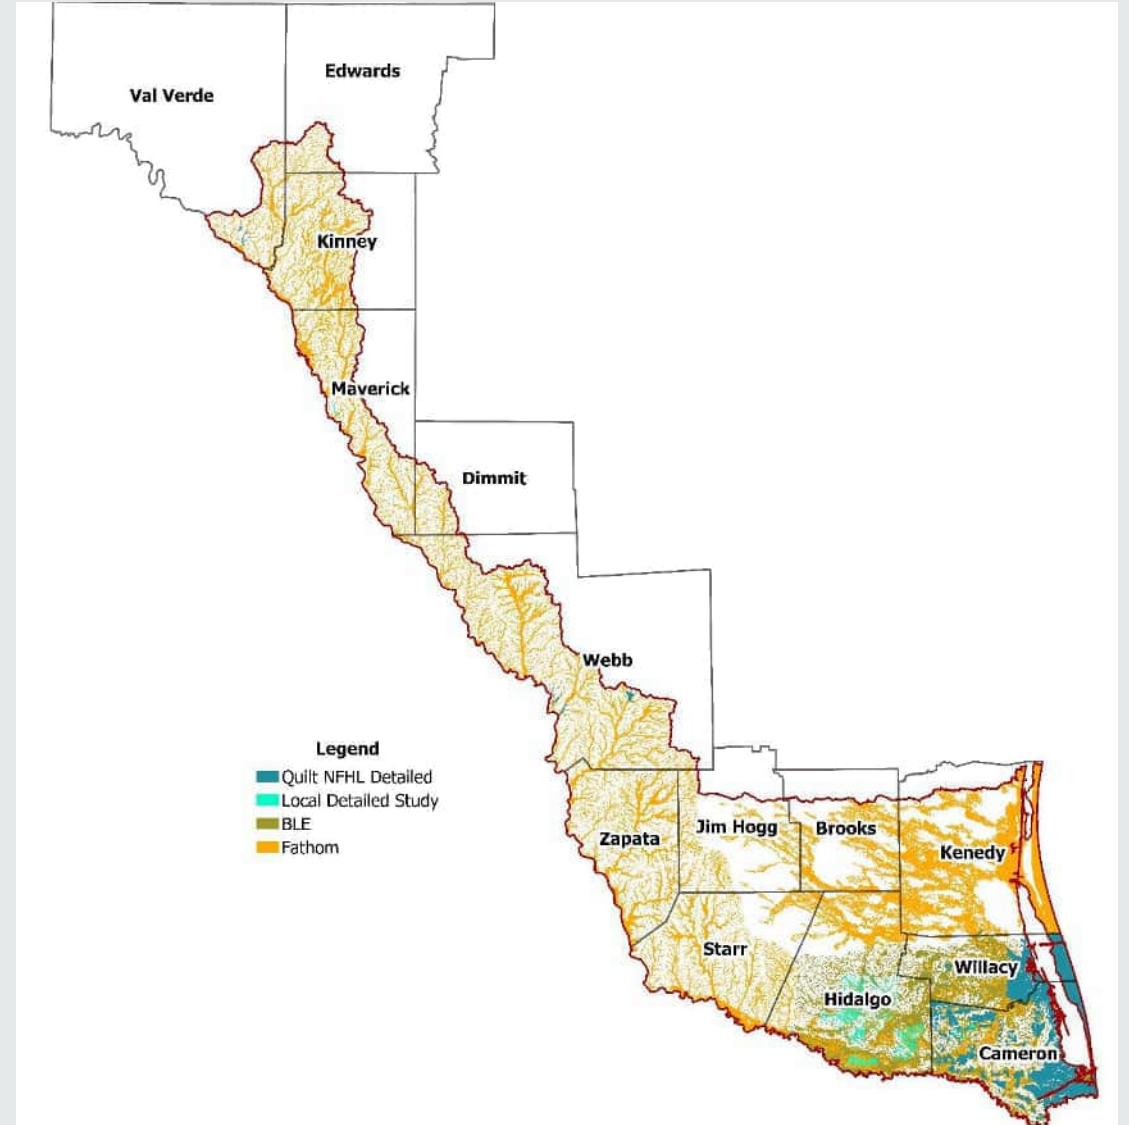 Edwards
Val Verde
Kinney
Maverick
Dimmit
Webb
Legend
Quilt NFHL Detailed
Local Detailed Study
BLE
Fathom
Zapata
Jim Hogg
Brooks
Kenedy
Starr
Willacy
Hidalgo
Cameron